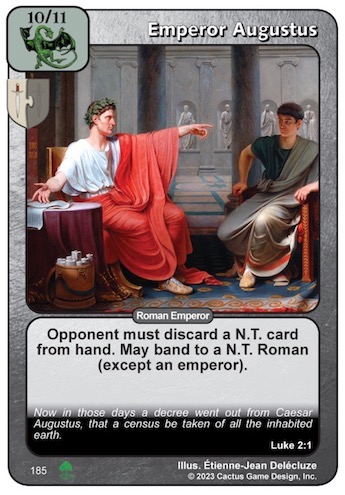 10/11
Emperor Augustus
Roman Emperor
Opponent must discard a N.T. card
from hand. May band to a N.T. Roman
(except an emperor).
Now in those days a decree went out from Caesar
Augustus, that a census be taken of all the inhabited
earth.
Luke 2:1
Illus. Étienne-Jean Delécluze
185
© 2023 Cactus Game Design, Inc.